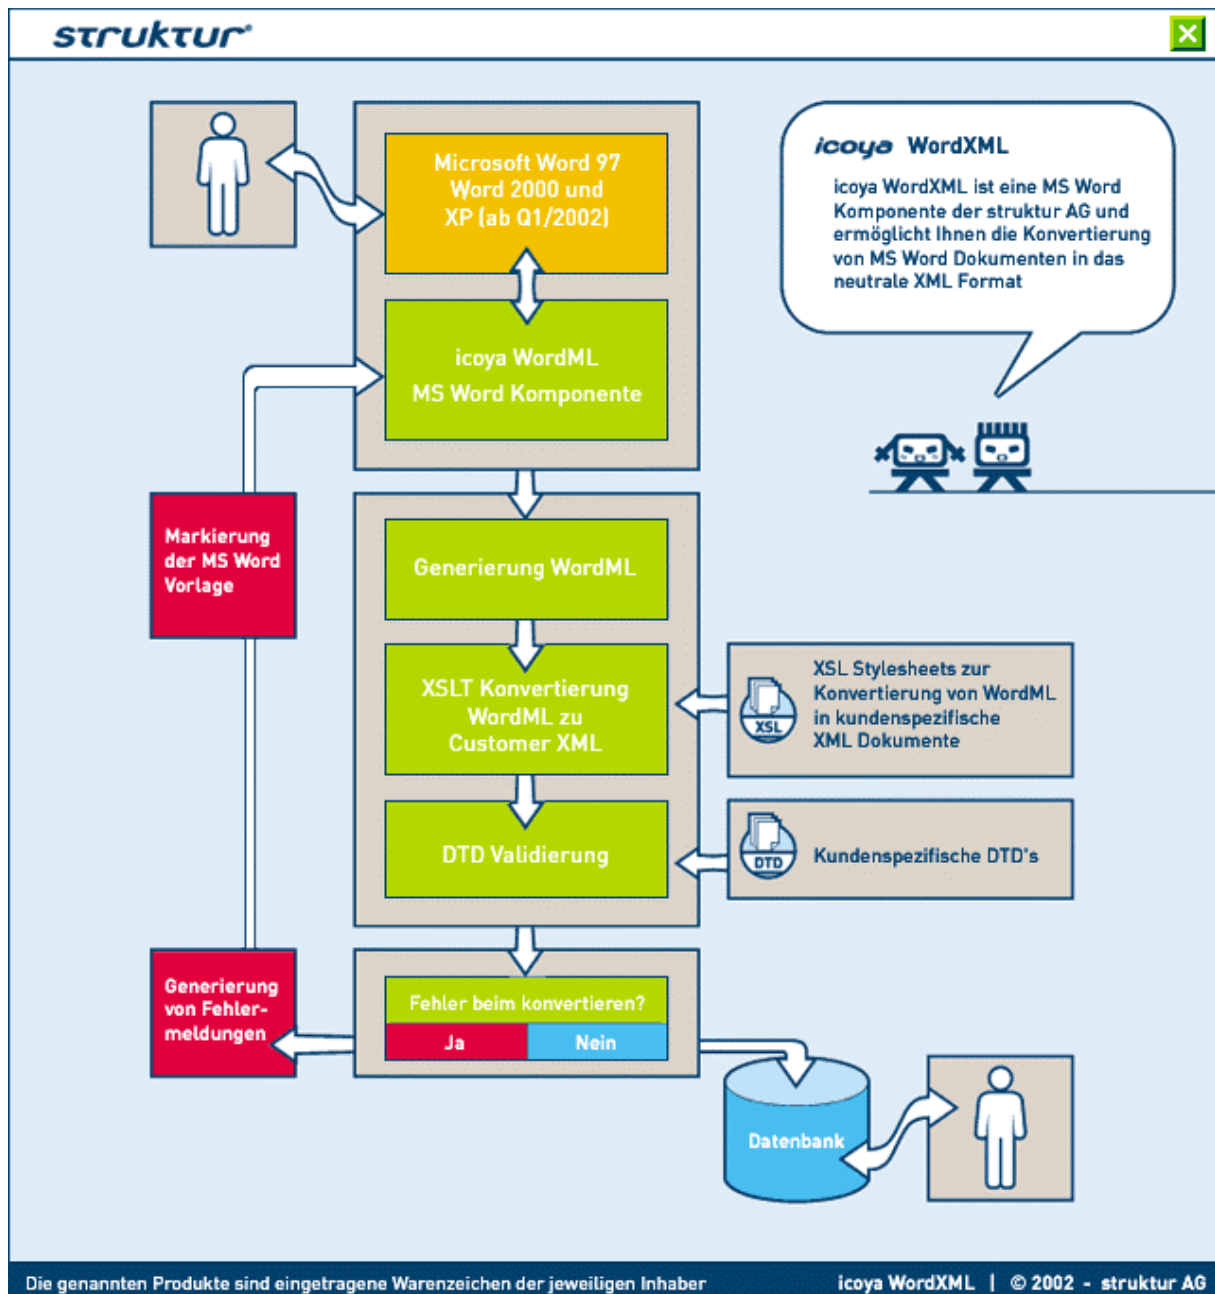 struktur®
Microsoft Word 97
Word 2000 und
XP (ab Q1/2002)
icoya WordXML
icoya WordXML ist eine MS Word
Komponente der struktur AG und
ermöglicht Ihnen die Konvertierung
von MS Word Dokumenten in das
neutrale XML Format
icoya WordML
MS Word Komponente
Markierung
der MS Word
Vorlage
Generierung WordML
XSLT Konvertierung
WordML zu
Customer XML
XSL
XSL Stylesheets zur
Konvertierung von WordML
in kundenspezifische
XML Dokumente
DTD Validierung
DTD
Kundenspezifische DTD's
Generierung
von Fehler-
meldungen
Fehler beim konvertieren?
Ja
Nein
Datenbank
Die genannten Produkte sind eingetragene Warenzeichen der jeweiligen Inhaber
icoya WordXML | © 2002 - struktur AG